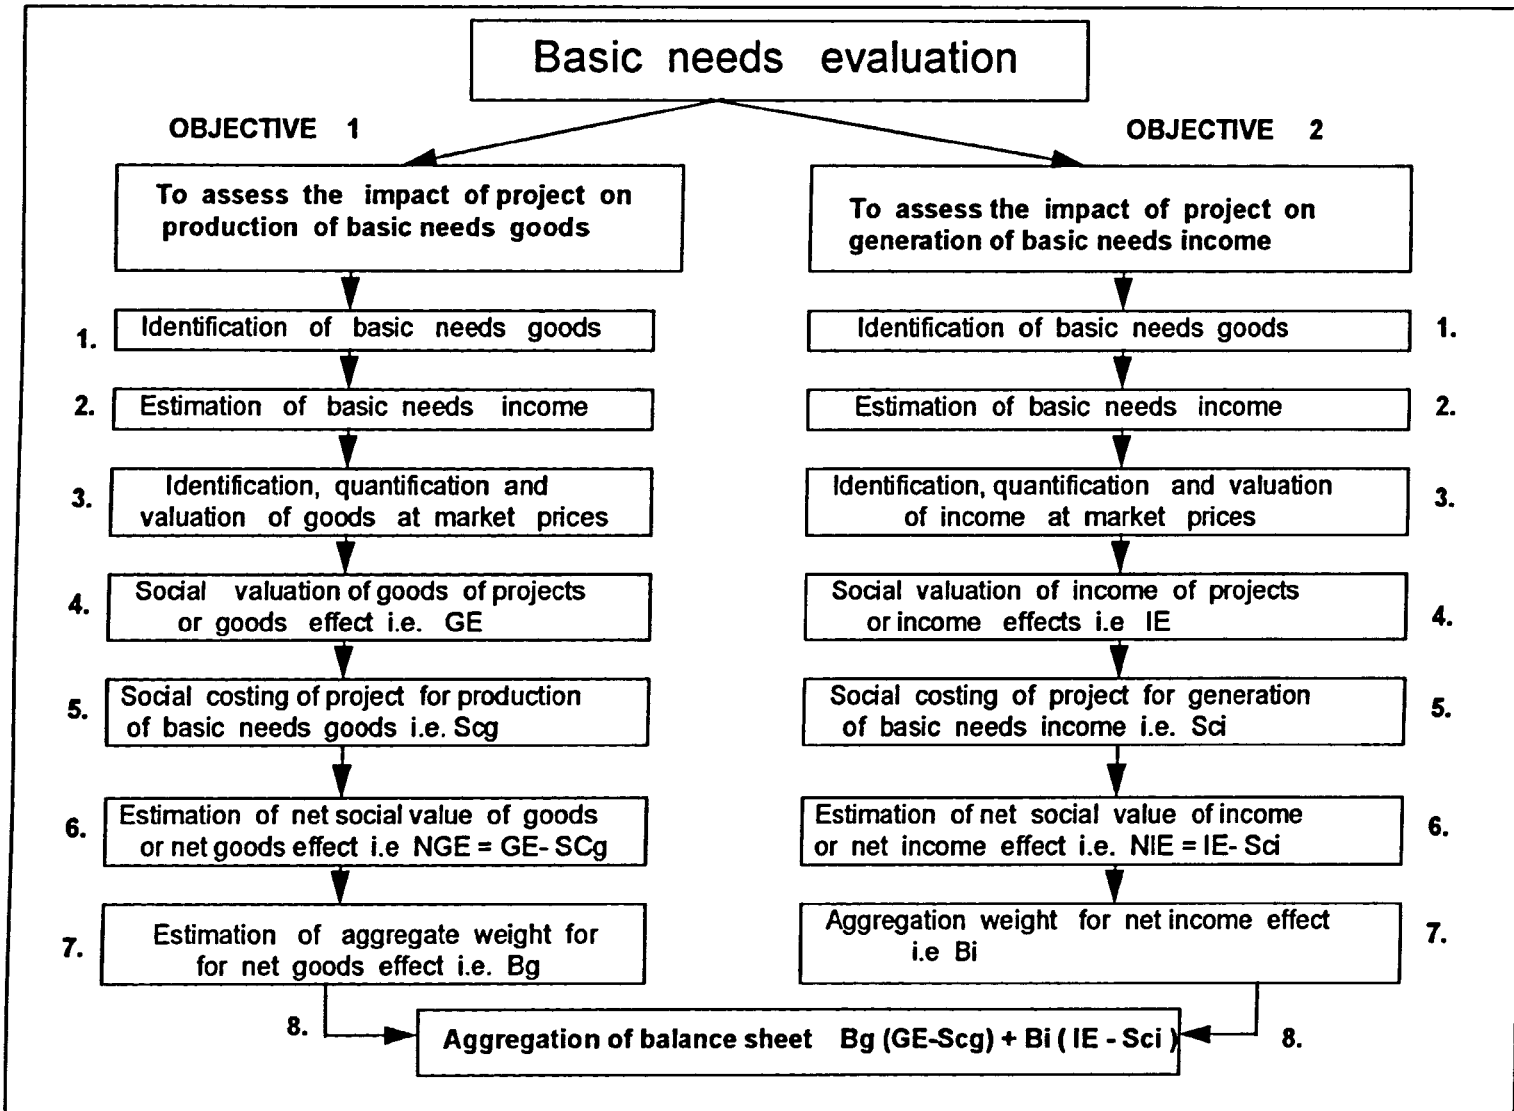 Basic needs evaluation
OBJECTIVE 1
To assess the impact of project on
production of basic needs goods
1.
Identification of basic needs goods
2.
Estimation of basic needs income
3.
Identification, quantification and
valuation of goods at market prices
4.
Social valuation of goods of projects
or goods effect i.e. GE
5.
Social costing of project for production
of basic needs goods i.e. Scg
6.
Estimation of net social value of goods
or net goods effect i.e NGE = GE- SCg
7.
Estimation of aggregate weight for
for net goods effect i.e. Bg
OBJECTIVE 2
To assess the impact of project on
generation of basic needs income
Identification of basic needs goods
1.
Estimation of basic needs income
2.
Identification, quantification and valuation
of income at market prices
3.
Social valuation of income of projects
or income effects i.e IE
4.
Social costing of project for generation
of basic needs income i.e. Sci
5.
Estimation of net social value of income
or net income effect i.e. NIE = IE- Sci
6.
Aggregation weight for net income effect
i.e Bi
7.
8.
Aggregation of balance sheet Bg (GE-Scg) + Bi ( IE - Sci )
8.